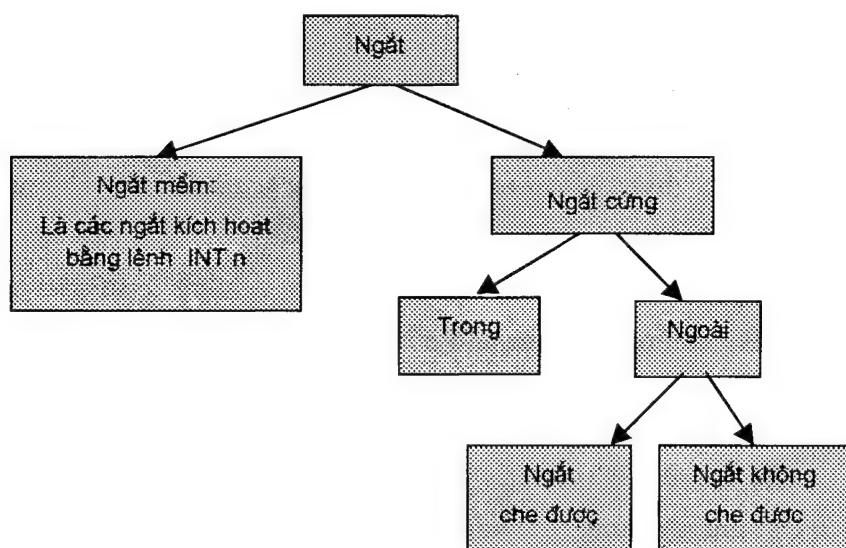 Ngắt
Ngắt mềm:
Là các ngắt kích hoạt
bằng lệnh INT n
Ngắt cứng
Trong
Ngoài
Ngắt
che được
Ngắt không
che được